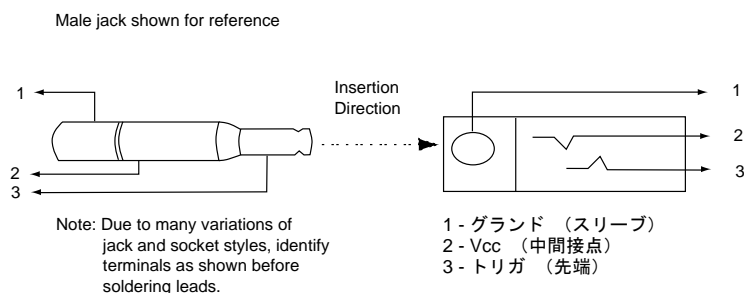 Male jack shown for reference
1
2
3
Insertion
Direction
1
2
3
Note: Due to many variations of
jack and socket styles, identify
terminals as shown before
soldering leads.
1 - グランド （スリーブ）
2 - Vcc （中間接点）
3 - トリガ （先端）